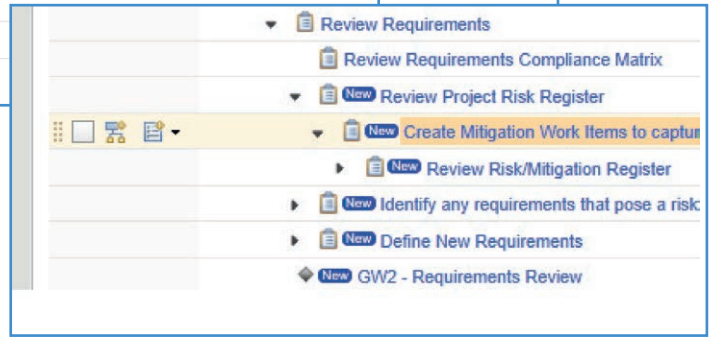 Review Requirements
Review Requirements Compliance Matrix
New Review Project Risk Register
New Create Mitigation Work Items to captur
New Review Risk/Mitigation Register
New Identify any requirements that pose a risk
New Define New Requirements
New GW2 - Requirements Review